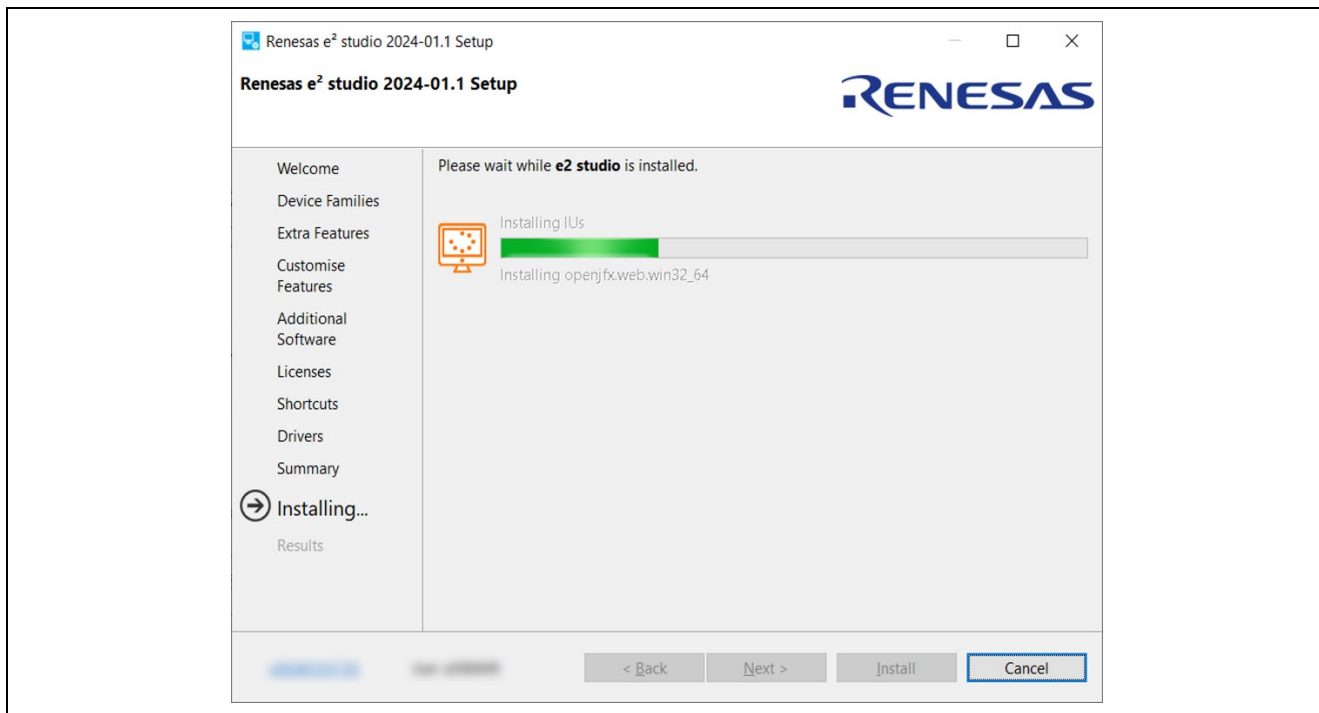 Renesas e² studio 2024-01.1 Setup
Renesas e² studio 2024-01.1 Setup
RENESAS
Welcome
Device Families
Extra Features
Customise
Features
Additional
Software
Licenses
Shortcuts
Drivers
Summary
Installing...
Results
Please wait while e2 studio is installed.
Installing IUs
Installing openjfx.web.win32_64
< Back
Next >
Install
Cancel